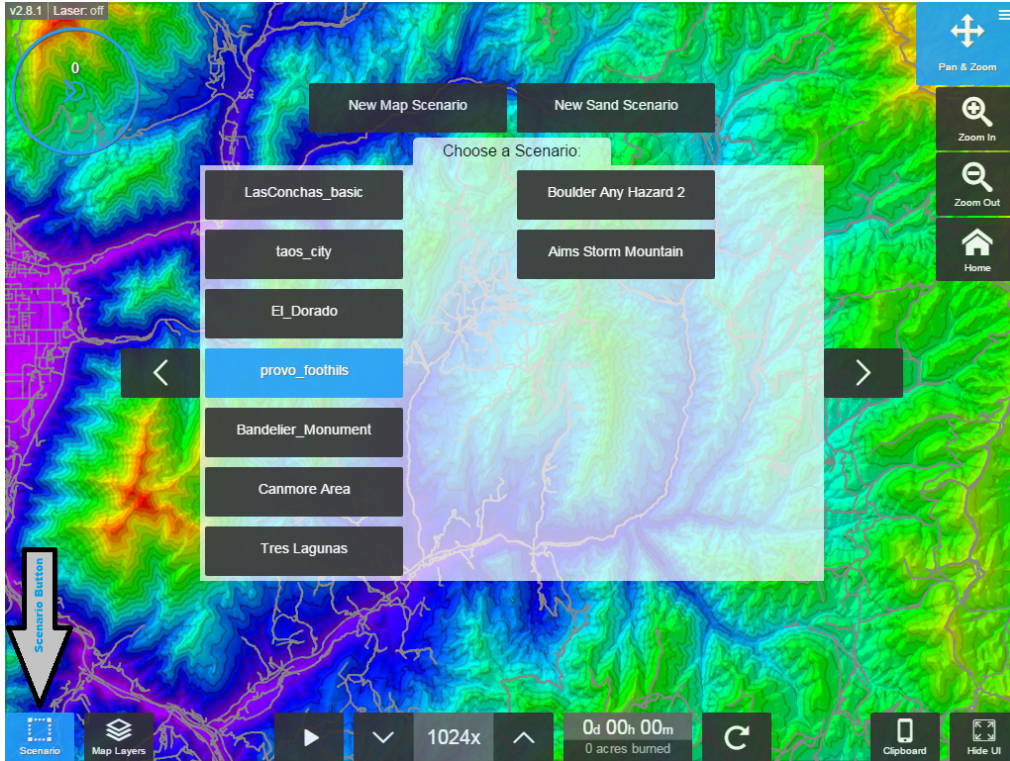 v2.8.1 Laser: off
0
Pan & Zoom
New Map Scenario
New Sand Scenario
Zoom In
Choose a Scenario:
LasConchas_basic
Boulder Any Hazard 2
Zoom Out
taos_city
Aims Storm Mountain
Home
El_Dorado
provo_foothils
Bandelier_Monument
Canmore Area
Tres Lagunas
Scenario Button
Scenario
Map Layers
1024x
0d 00h 00m
0 acres burned
Clipboard
Hide UI